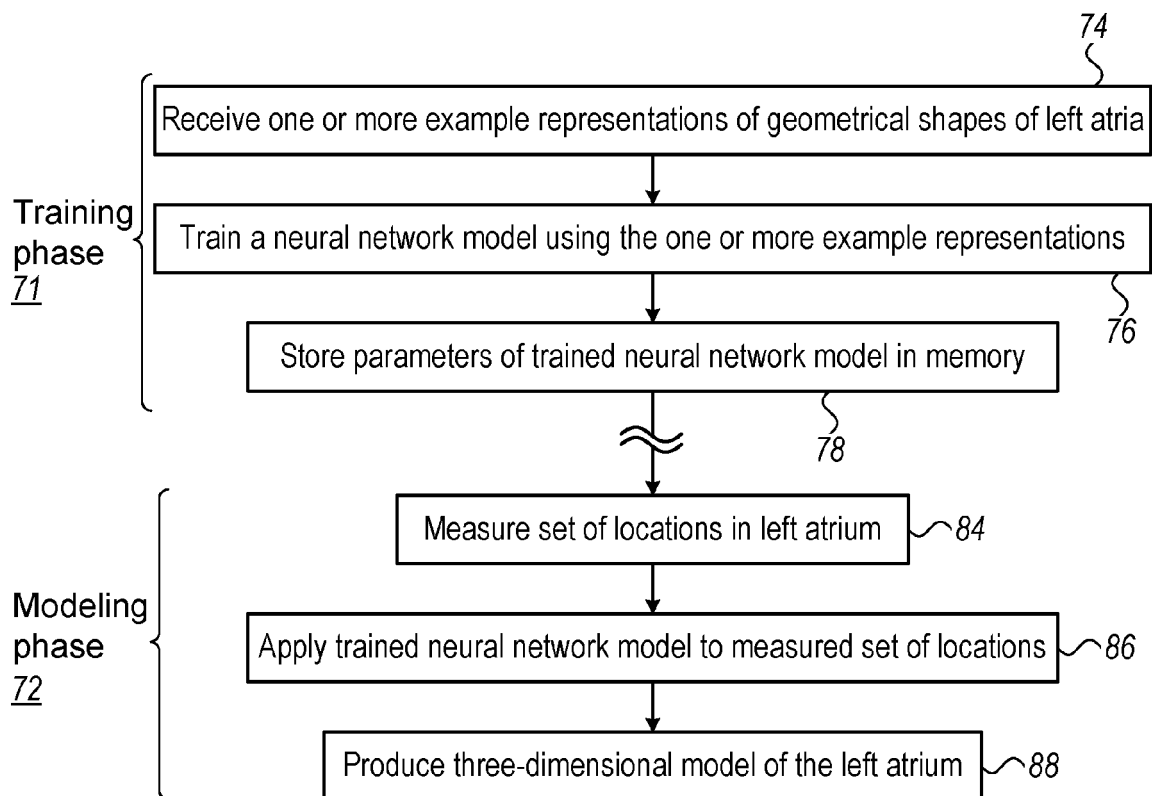 74
Receive one or more example representations of geometrical shapes of left atria
Training
phase
71
Train a neural network model using the one or more example representations
76
Store parameters of trained neural network model in memory
78
Measure set of locations in left atrium
84
Modeling
phase
72
Apply trained neural network model to measured set of locations
86
Produce three-dimensional model of the left atrium
88